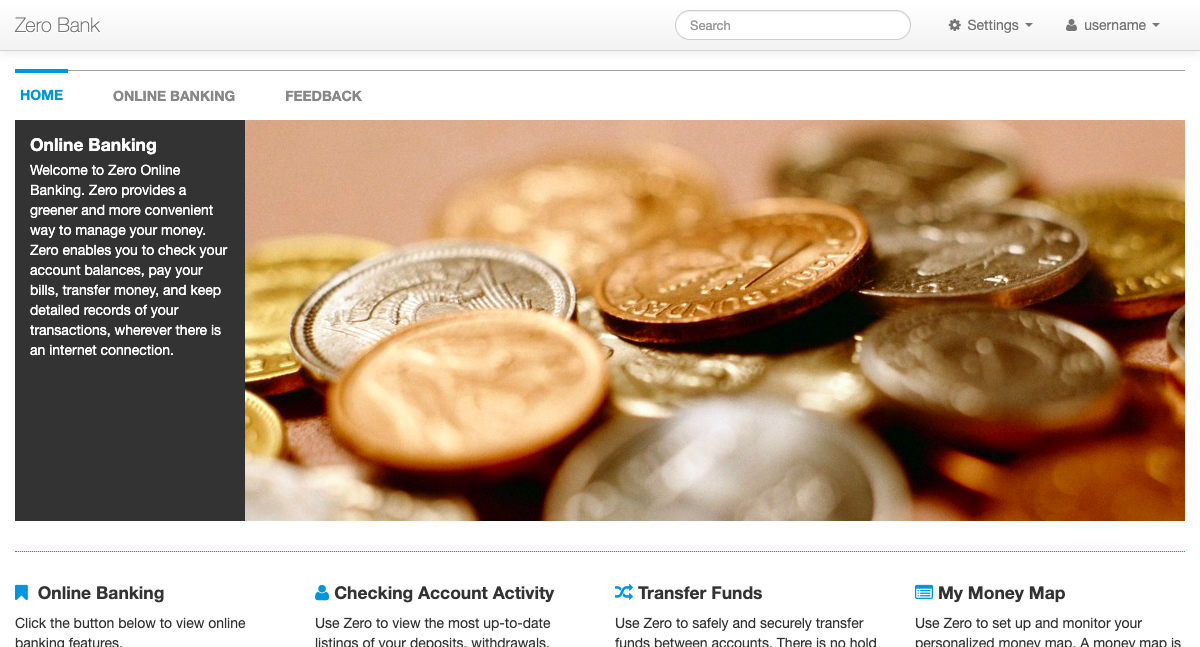 Zero Bank
Search
Settings
username
HOME
ONLINE BANKING
FEEDBACK
Online Banking
Welcome to Zero Online
Banking. Zero provides a
greener and more convenient
way to manage your money.
Zero enables you to check your
account balances, pay your
bills, transfer money, and keep
detailed records of your
transactions, wherever there is
an internet connection.
Online Banking
Click the button below to view online
banking features.
Checking Account Activity
Use Zero to view the most up-to-date
listings of your deposits, withdrawals,
Transfer Funds
Use Zero to safely and securely transfer
funds between accounts. There is no hold
My Money Map
Use Zero to set up and monitor your
personalized money map. A money map is